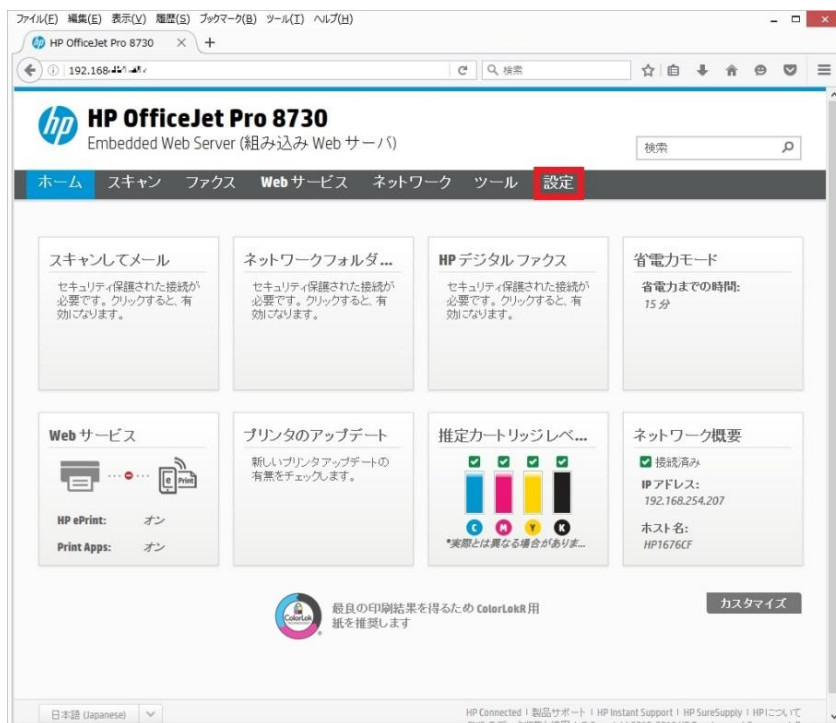 ファイル(F) 編集(E) 表示(V) 履歴(S) ブックマーク(B) ツール(T) ヘルプ(H)
HP OfficeJet Pro 8730
192.168
検索
hp
HP OfficeJet Pro 8730
Embedded Web Server (組み込み Web サーバ)
検索
ホーム スキャン ファクス Web サービス ネットワーク ツール 設定
スキャンしてメール
セキュリティ保護された接続が
必要です。クリックすると、有
効になります。
ネットワークフォルダ...
セキュリティ保護された接続が
必要です。クリックすると、有
効になります。
HP デジタル ファクス
セキュリティ保護された接続が
必要です。クリックすると、有
効になります。
省電力モード
省電力までの時間:
15 分
Web サービス
e Print
HP ePrint: オン
Print Apps: オン
プリンタのアップデート
新しいプリンタアップデートの
有無をチェックします。
推定カートリッジレベ...
C M Y K
*実際とは異なる場合がありま...
ネットワーク概要
接続済み
IP アドレス:
192.168.254.207
ホスト名:
HP1676CF
ColorLok
最良の印刷結果を得るため ColorLokR 用
紙を推奨します
カスタマイズ
日本語 (Japanese)
HP Connected | 製品サポート | HP Instant Support | HP SureSupply | HPについて